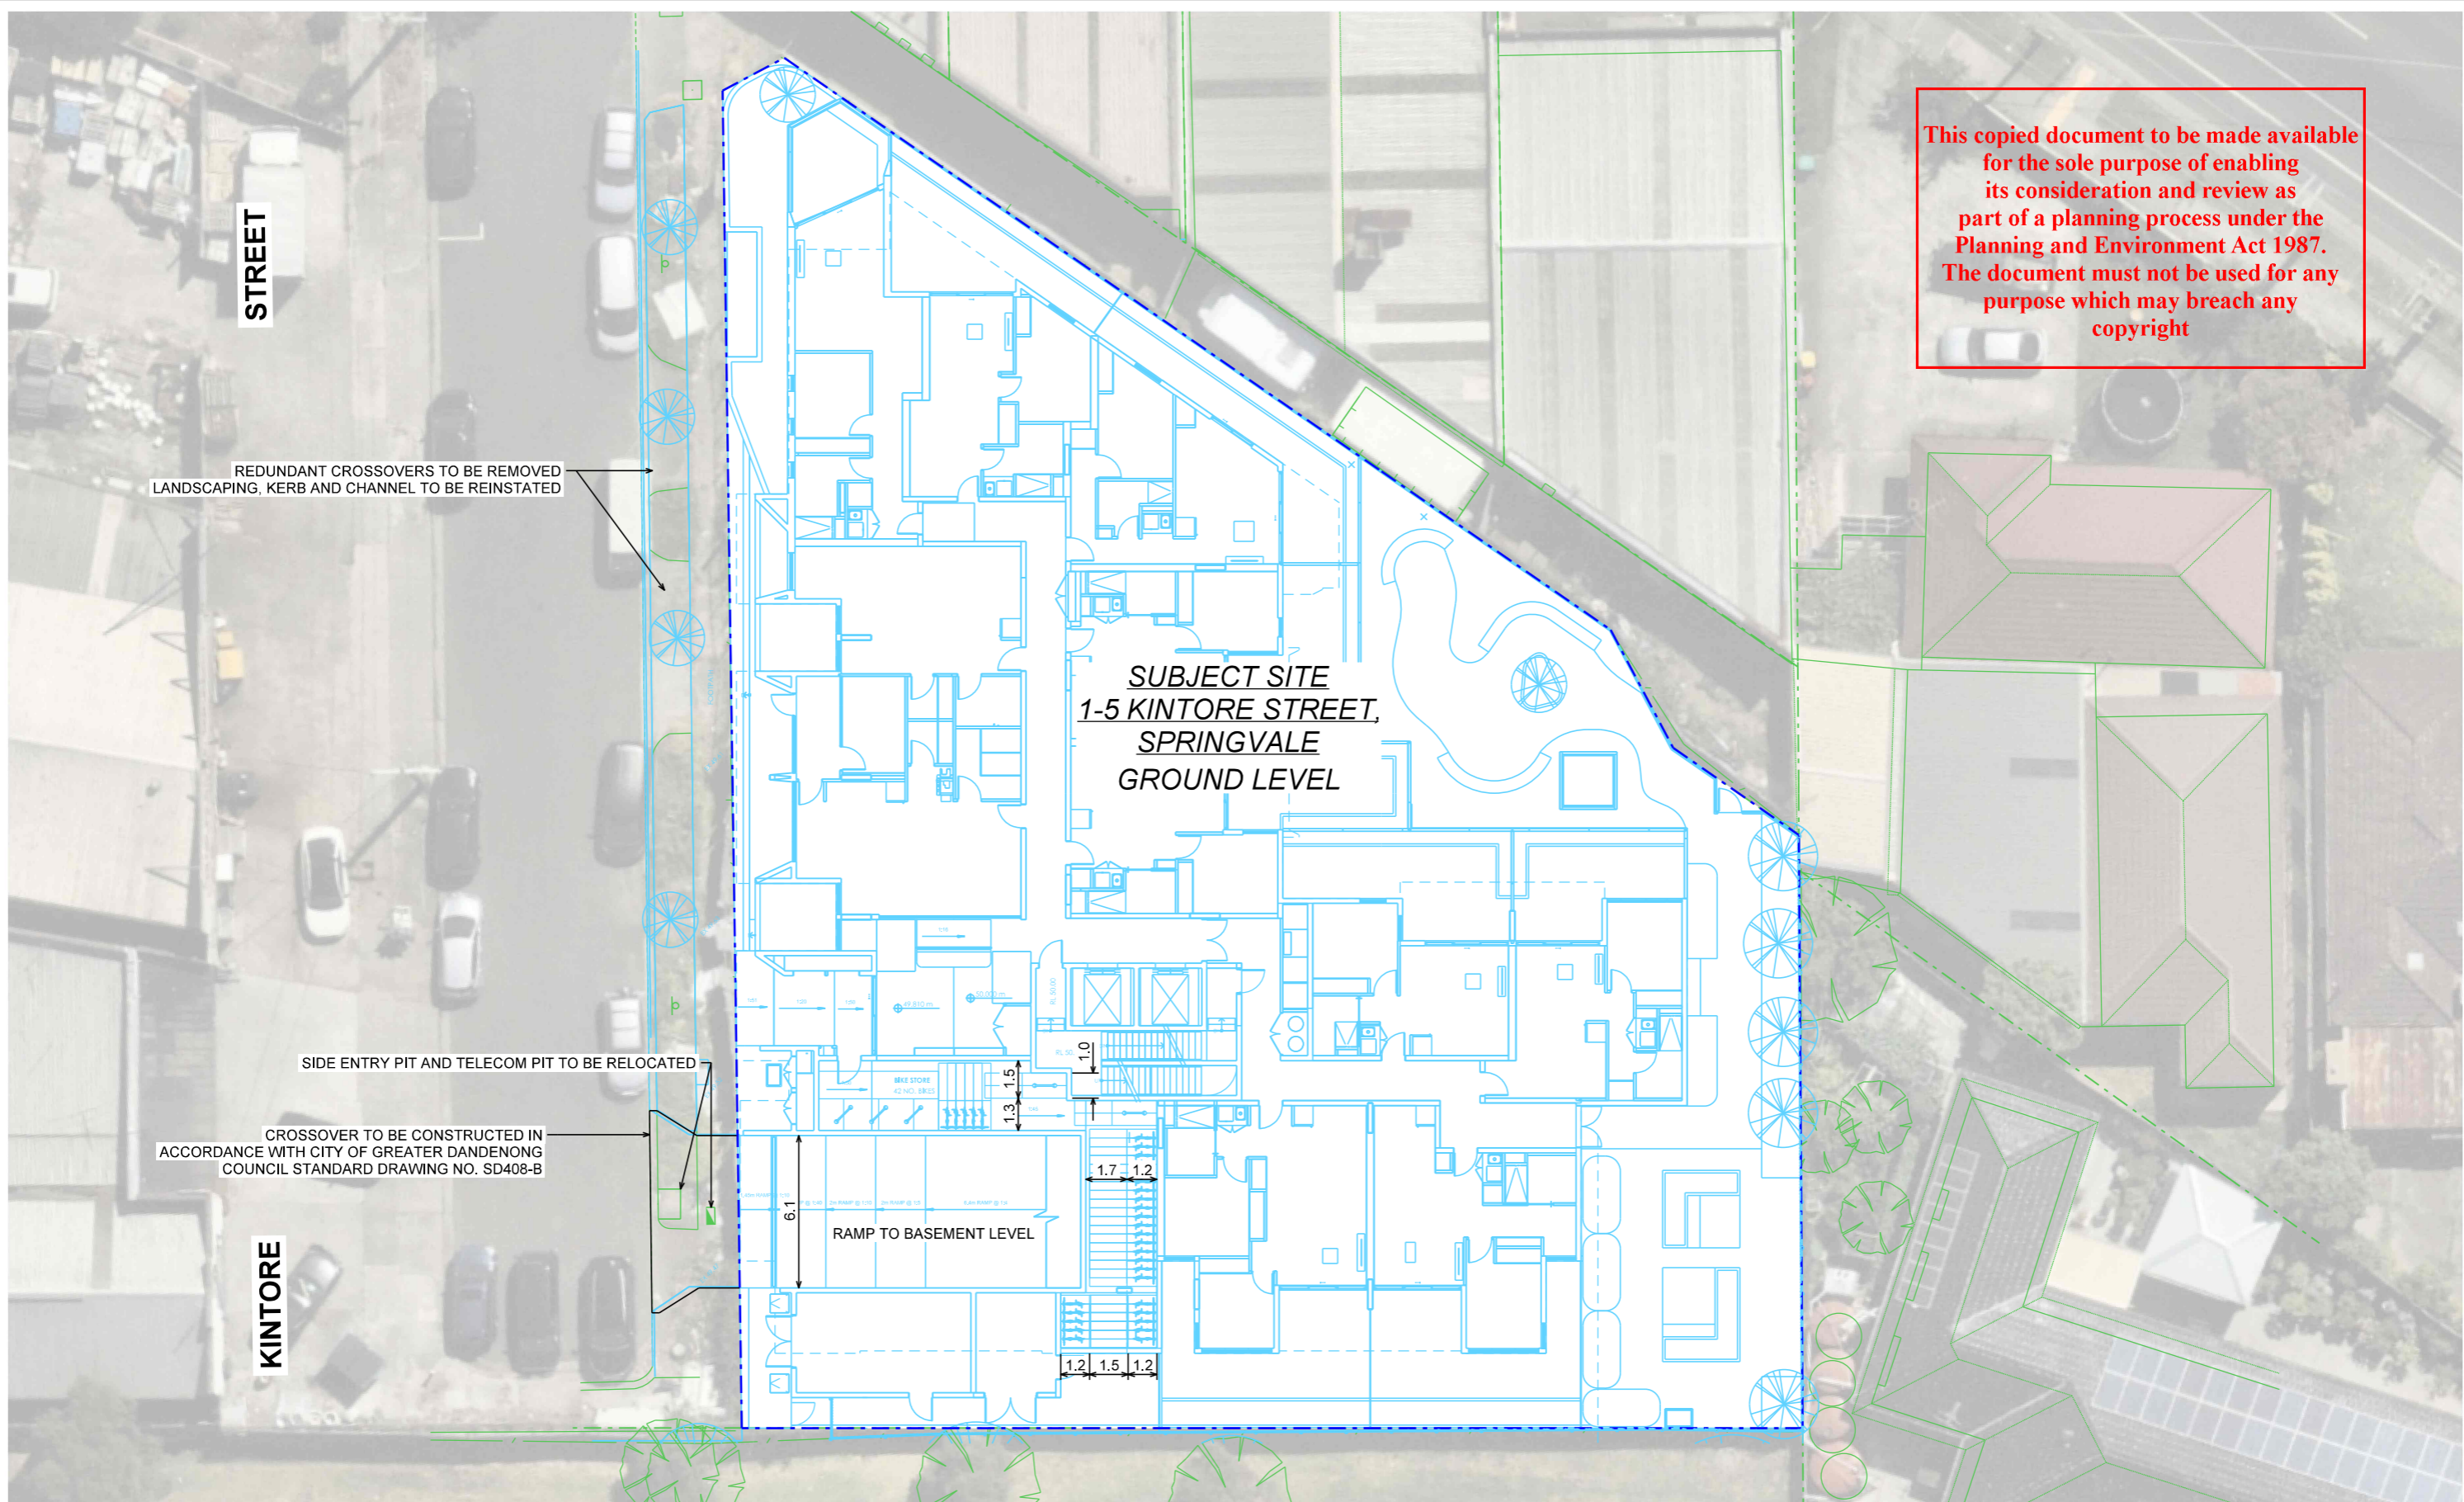 This copied document to be made available
for the sole purpose of enabling
its consideration and review as
part of a planning process under the
Planning and Environment Act 1987.
The document must not be used for any
purpose which may breach any
copyright
STREET
REDUNDANT CROSSOVERS TO BE REMOVED
LANDSCAPING, KERB AND CHANNEL TO BE REINSTATED
SUBJECT SITE
1-5 KINTORE STREET,
SPRINGVALE
GROUND LEVEL
SIDE ENTRY PIT AND TELECOM PIT TO BE RELOCATED
BIKE STORE
42 NO. BIKES
1.5
1.0
1.3
CROSSOVER TO BE CONSTRUCTED IN
ACCORDANCE WITH CITY OF GREATER DANDENONG
COUNCIL STANDARD DRAWING NO. SD408-B
1.7
1.2
6.1
RAMP TO BASEMENT LEVEL
KINTORE
1.2
1.5
1.2